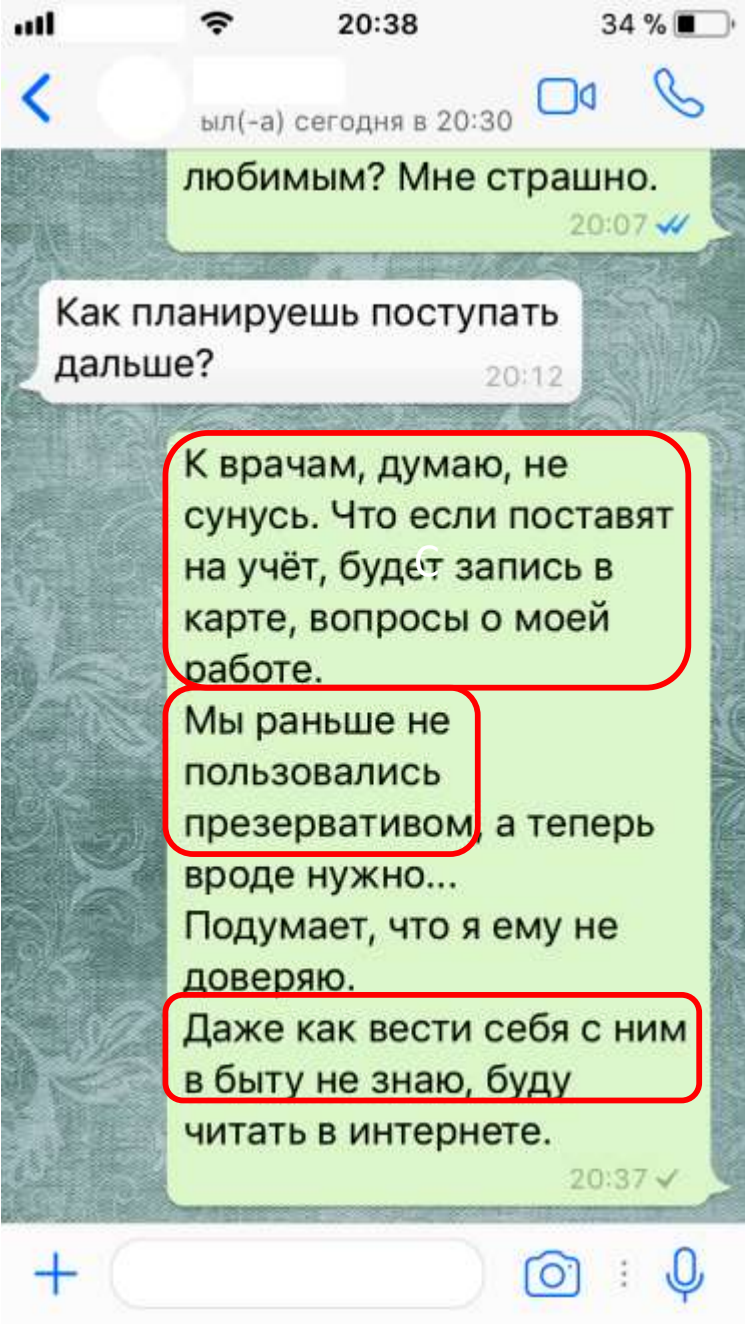 20:38
34 %
ыл(-а) сегодня в 20:30
любимым? Мне страшно.
20:07
Как планируешь поступать
дальше?
20:12
К врачам, думаю, не
сунусь. Что если поставят
на учёт, будет запись в
карте, вопросы о моей
работе.
Мы раньше не
пользовались
презервативом, а теперь
вроде нужно...
Подумает, что я ему не
доверяю.
Даже как вести себя с ним
в быту не знаю, буду
читать в интернете.
20:37